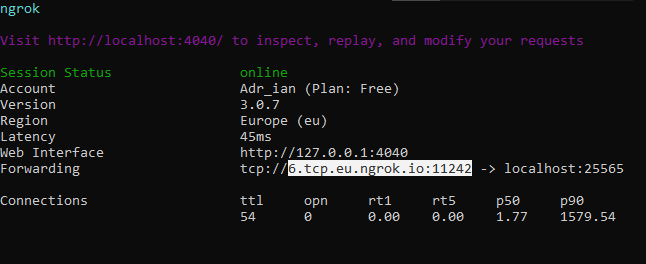 ngrok
Visit http://localhost:4040/ to inspect, replay, and modify your requests
Session Status online
Account Adr_ian (Plan: Free)
Version 3.0.7
Region Europe (eu)
Latency 45ms
Web Interface http://127.0.0.1:4040
Forwarding tcp://6.tcp.eu.ngrok.io:11242 -> localhost:25565
Connections ttl opn rt1 rt5 p50 p90
54 0 0.00 0.00 1.77 1579.54